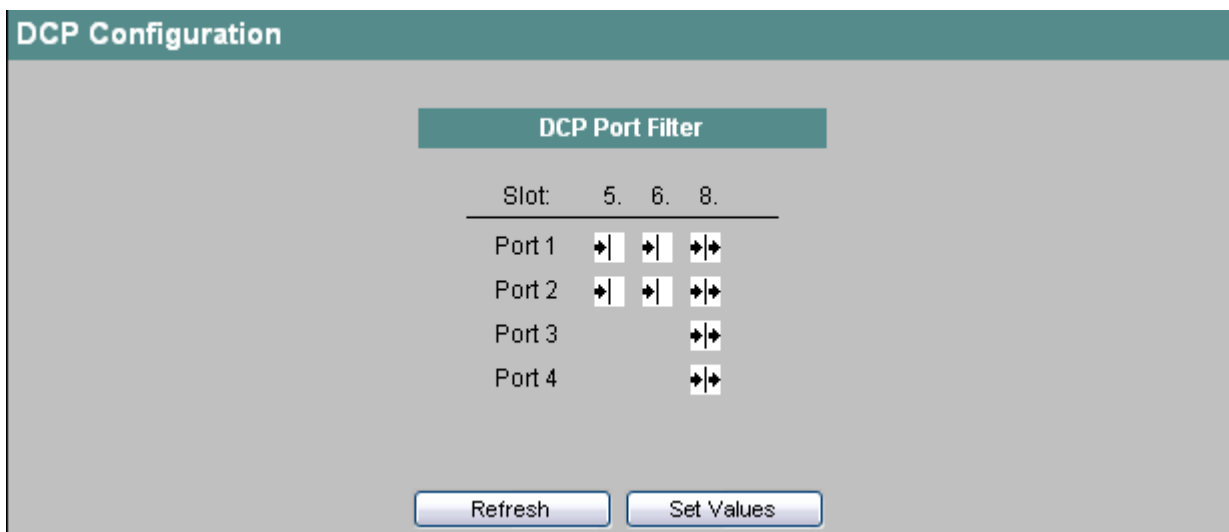 DCP Configuration
DCP Port Filter
Slot: 5. 6. 8.
Port 1
Port 2
Port 3
Port 4
Refresh Set Values